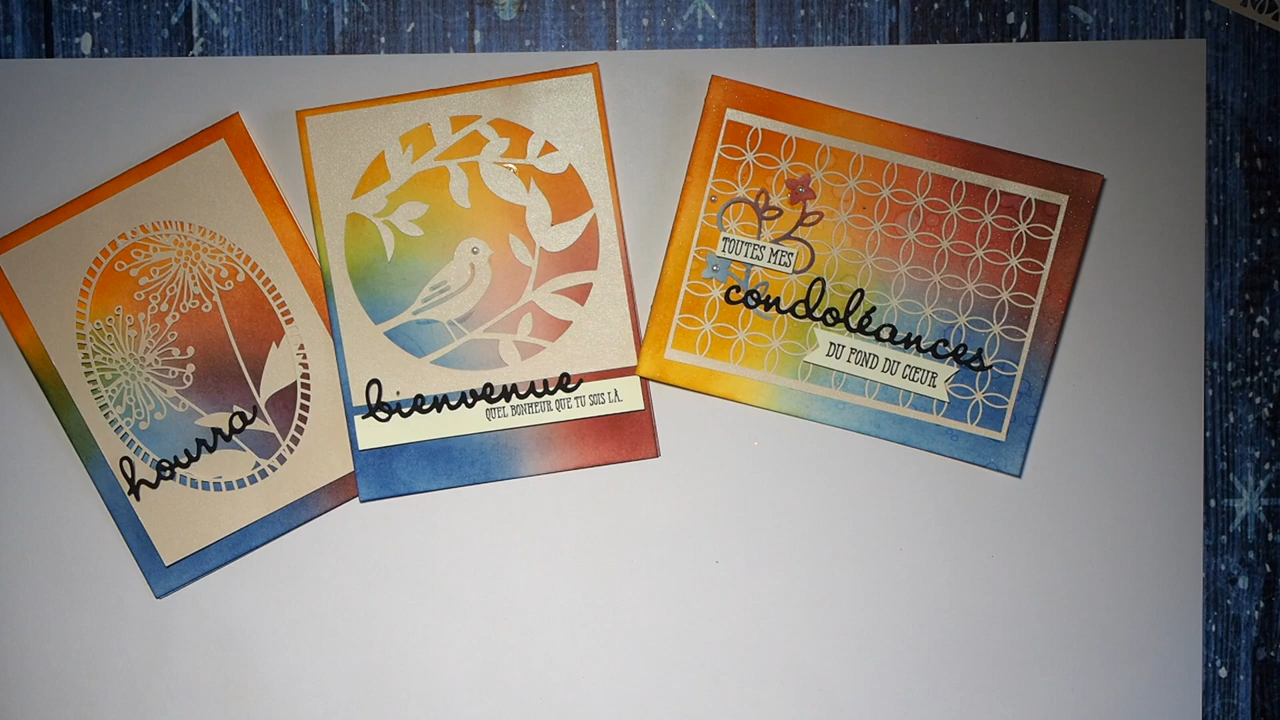 hourra
bienvenue
QUEL BONHEUR QUE TU SOIS LÀ.
TOUTES MES
condoléances
DU FOND DU CŒUR